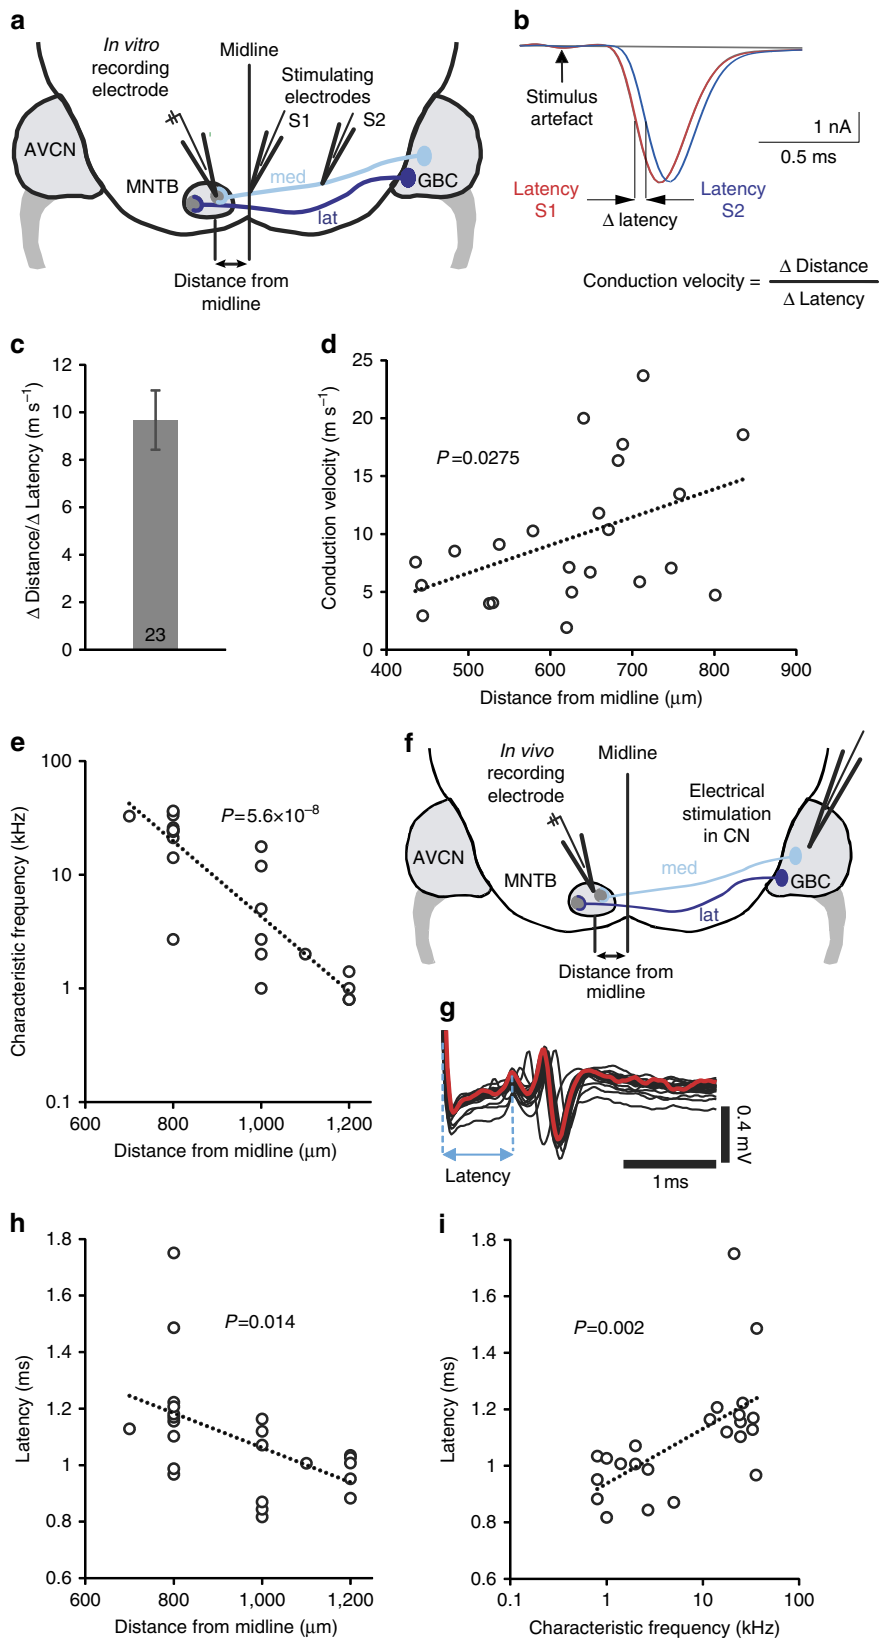 a
In vitro
recording
electrode
Midline
Stimulating
electrodes
S1
S2
AVCN
MNTB
med
lat
GBC
Distance from
midline
b
Stimulus
artefact
1 nA
0.5 ms
Latency
S1
Δ latency
Latency
S2
Conduction velocity = Δ Distance
Δ Latency
c
Δ Distance/Δ Latency (m s⁻¹)
12
10
8
6
4
2
0
23
d
Conduction velocity (m s⁻¹)
25
20
15
10
5
0
P=0.0275
400 500 600 700 800 900
Distance from midline (μm)
e
Characteristic frequency (kHz)
100
10
1
0.1
P=5.6×10⁻⁸
600 800 1,000 1,200
Distance from midline (μm)
f
In vivo
recording
electrode
Midline
Electrical
stimulation
in CN
AVCN
MNTB
med
lat
GBC
Distance from
midline
g
Latency
0.4 mV
1 ms
h
Latency (ms)
1.8
1.6
1.4
1.2
1
0.8
0.6
P=0.014
600 800 1,000 1,200
Distance from midline (μm)
i
Latency (ms)
1.8
1.6
1.4
1.2
1
0.8
0.6
P=0.002
0.1 1 10 100
Characteristic frequency (kHz)